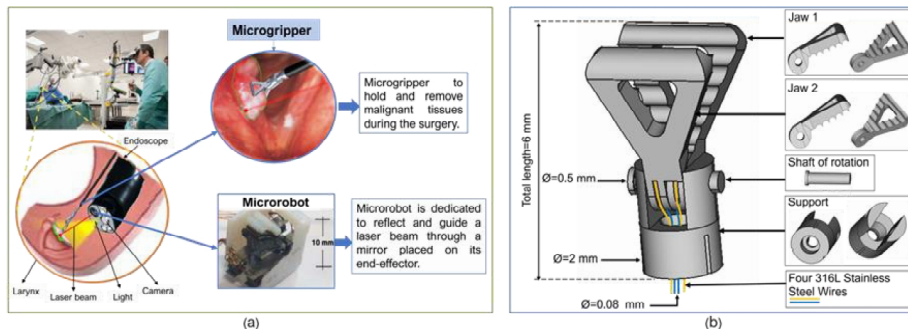 Microgripper
Microgripper to
hold and remove
malignant tissues
during the surgery.
Endoscope
Microrobot
10 mm
Microrobot is dedicated
to reflect and guide a
laser beam through a
mirror placed on its
end-effector.
Larynx
Laser beam
Light
Camera
(a)
Total length=6 mm
Ø=0.5 mm
Ø=2 mm
Ø=0.08 mm
Jaw 1
Jaw 2
Shaft of rotation
Support
Four 316L Stainless
Steel Wires
(b)